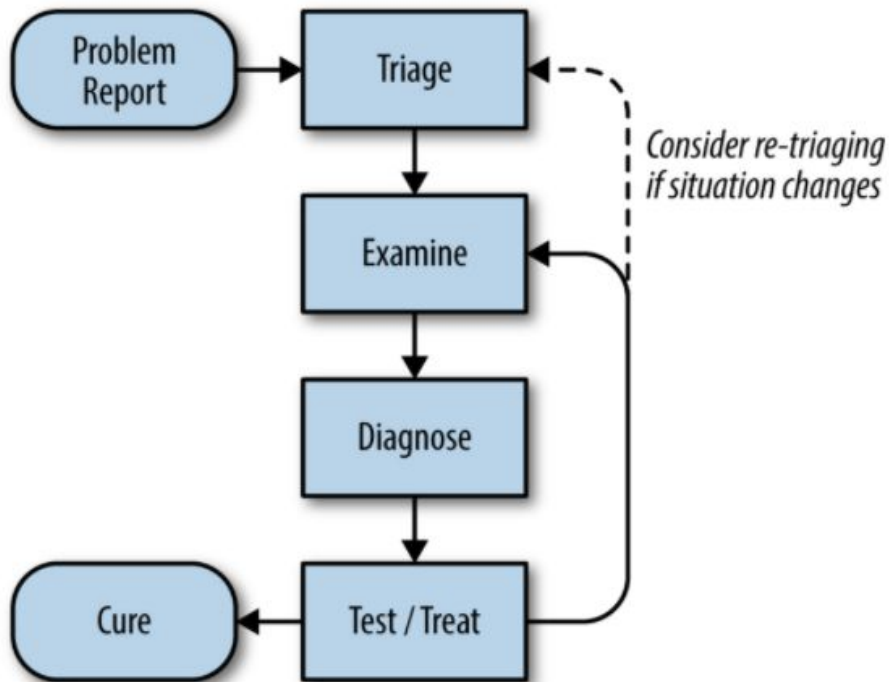 Problem
Report
Triage
Consider re-triaging
if situation changes
Examine
Diagnose
Cure
Test / Treat